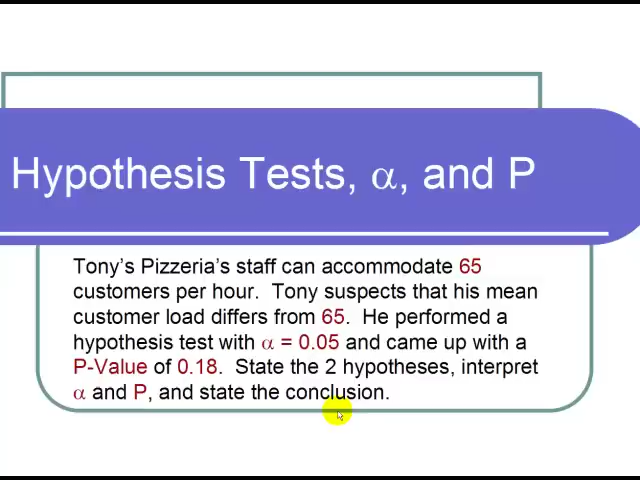 Hypothesis Tests, α, and P
Tony's Pizzeria's staff can accommodate 65
customers per hour. Tony suspects that his mean
customer load differs from 65. He performed a
hypothesis test with α = 0.05 and came up with a
P-Value of 0.18. State the 2 hypotheses, interpret
α and P, and state the conclusion.